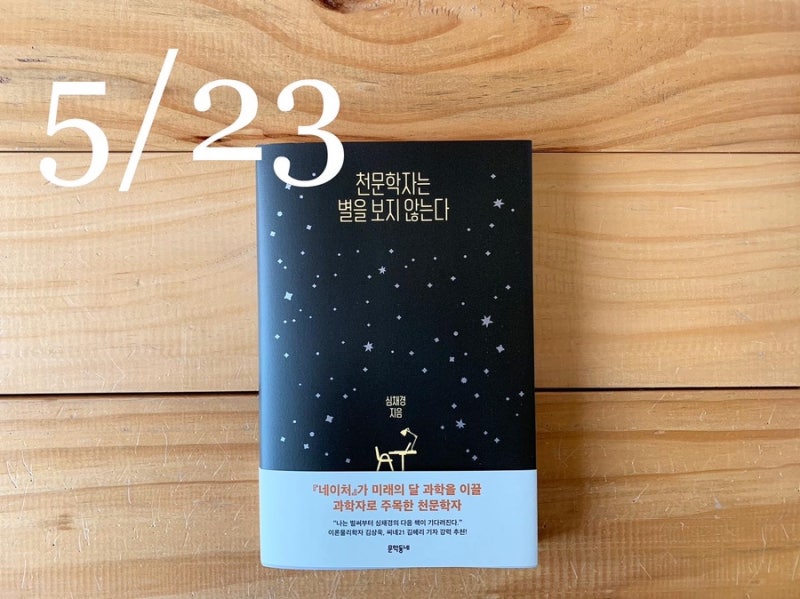 5/23
천문학자는
별을 보지 않는다
심채경
지음
『네이처』가 미래의 달 과학을 이끌
과학자로 주목한 천문학자
“나는 벌써부터 심채경의 다음 책이 기다려진다.”
이론물리학자 김상욱, 씨네21 김혜리 기자 강력 추천!
문학동네